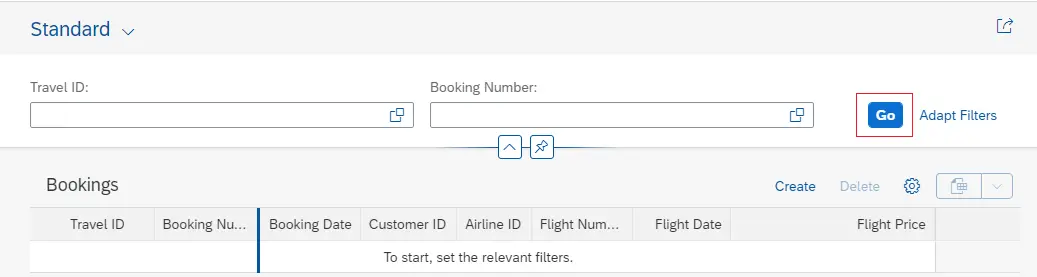 Standard
Travel ID: Booking Number:
Go Adapt Filters
Bookings Create Delete
Travel ID Booking Nu... Booking Date Customer ID Airline ID Flight Num... Flight Date Flight Price
To start, set the relevant filters.